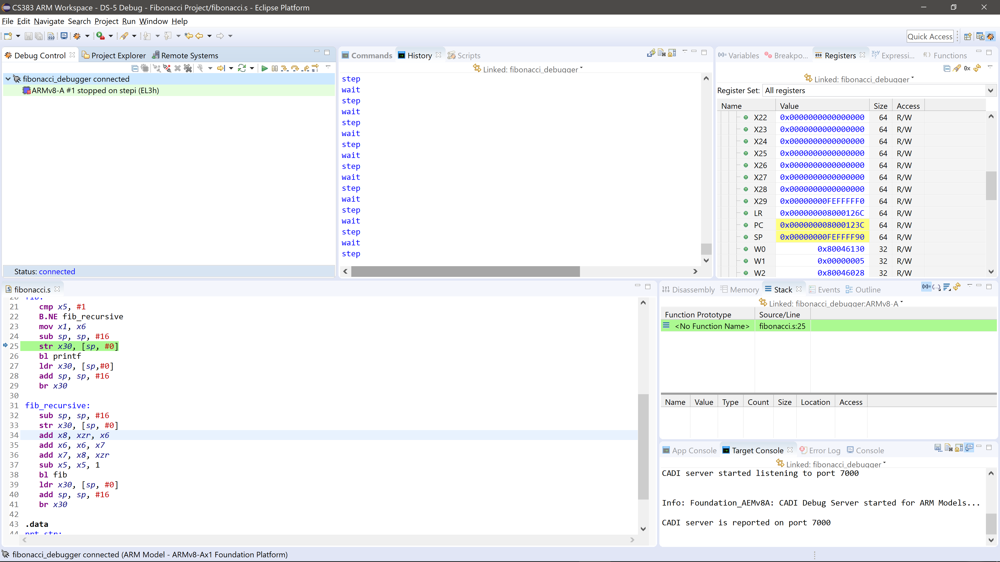 CS383 ARM Workspace - DS-5 Debug - Fibonacci Project/fibonacci.s - Eclipse Platform
File Edit Navigate Search Project Run Window Help
Quick Access
Debug Control Project Explorer Remote Systems
fibonacci_debugger connected
ARMv8-A #1 stopped on stepi (EL3h)
Status: connected
Commands History Scripts
Linked: fibonacci_debugger
step
wait
step
wait
step
wait
step
wait
step
wait
step
wait
step
wait
step
wait
step
(x)= Variables Breakpo... Registers Expressi... Functions
0x
Linked: fibonacci_debugger
Register Set: All registers
Name Value Size Access
X22 0x0000000000000000 64 R/W
X23 0x0000000000000000 64 R/W
X24 0x0000000000000000 64 R/W
X25 0x0000000000000000 64 R/W
X26 0x0000000000000000 64 R/W
X27 0x0000000000000000 64 R/W
X28 0x0000000000000000 64 R/W
X29 0x00000000FEFFFFF0 64 R/W
LR 0x000000008000126C 64 R/W
PC 0x000000008000123C 64 R/W
SP 0x00000000FEFFFF90 64 R/W
W0 0x80046130 32 R/W
W1 0x00000005 32 R/W
W2 0x80046028 32 R/W
fibonacci.s
20 fib:
21 cmp x5, #1
22 B.NE fib_recursive
23 mov x1, x6
24 sub sp, sp, #16
25 str x30, [sp, #0]
26 bl printf
27 ldr x30, [sp,#0]
28 add sp, sp, #16
29 br x30
30
31 fib_recursive:
32 sub sp, sp, #16
33 str x30, [sp, #0]
34 add x8, xzr, x6
35 add x6, x6, x7
36 add x7, x8, xzr
37 sub x5, x5, 1
38 bl fib
39 ldr x30, [sp, #0]
40 add sp, sp, #16
41 br x30
42
43 .data
44 prt_str:
Disassembly Memory Stack Events Outline
Linked: fibonacci_debugger:ARMv8-A
Function Prototype Source/Line
<No Function Name> fibonacci.s:25
Name Value Type Count Size Location Access
App Console Target Console Error Log Console
Linked: fibonacci_debugger
CADI server started listening to port 7000
Info: Foundation_AEMv8A: CADI Debug Server started for ARM Models...
CADI server is reported on port 7000
fibonacci_debugger connected (ARM Model - ARMv8-Ax1 Foundation Platform)